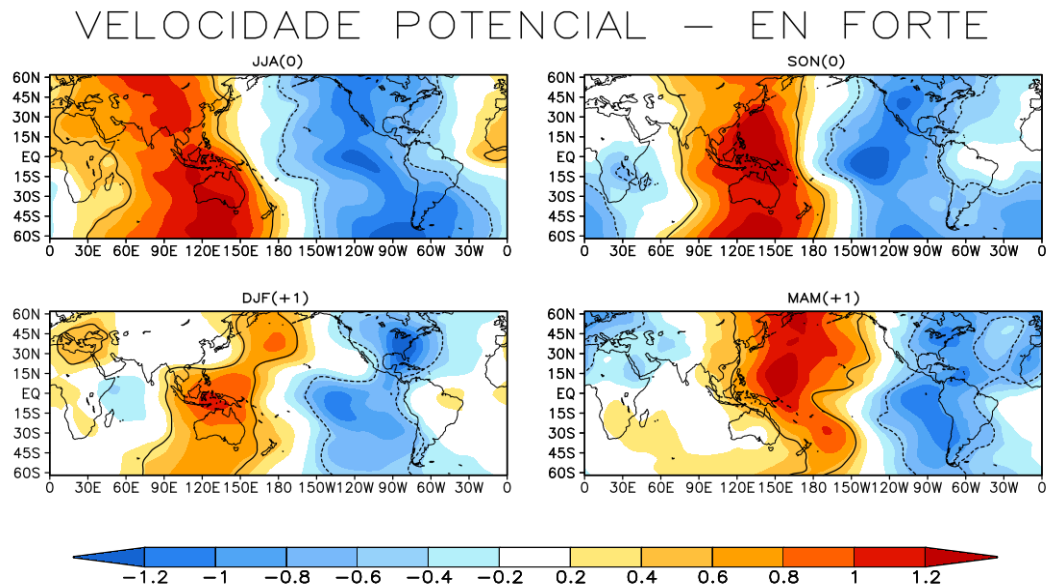 VELOCIDADE POTENCIAL — EN FORTE
JJA(0)
60N
45N
30N
15N
EQ
15S
30S
45S
60S
0 30E 60E 90E 120E 150E 180 150W 120W 90W 60W 30W 0
SON(0)
60N
45N
30N
15N
EQ
15S
30S
45S
60S
0 30E 60E 90E 120E 150E 180 150W 120W 90W 60W 30W 0
DJF(+1)
60N
45N
30N
15N
EQ
15S
30S
45S
60S
0 30E 60E 90E 120E 150E 180 150W 120W 90W 60W 30W 0
MAM(+1)
60N
45N
30N
15N
EQ
15S
30S
45S
60S
0 30E 60E 90E 120E 150E 180 150W 120W 90W 60W 30W 0
−1.2 −1 −0.8 −0.6 −0.4 −0.2 0.2 0.4 0.6 0.8 1 1.2